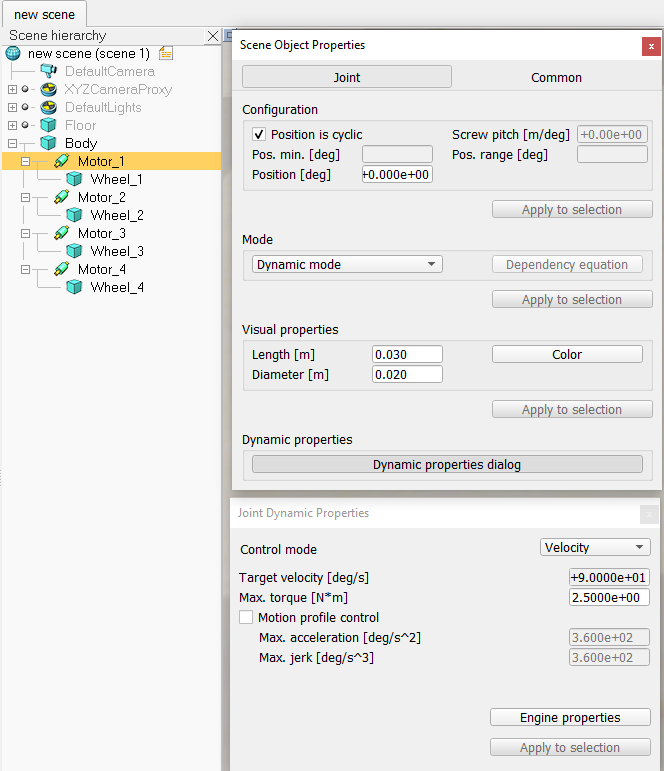 new scene
Scene hierarchy
new scene (scene 1)
DefaultCamera
XYZCameraProxy
DefaultLights
Floor
Body
Motor_1
Wheel_1
Motor_2
Wheel_2
Motor_3
Wheel_3
Motor_4
Wheel_4
Scene Object Properties
Joint Common
Configuration
Position is cyclic Screw pitch [m/deg] +0.00e+00
Pos. min. [deg] Pos. range [deg]
Position [deg] +0.000e+00
Apply to selection
Mode
Dynamic mode Dependency equation
Apply to selection
Visual properties
Length [m] 0.030 Color
Diameter [m] 0.020
Apply to selection
Dynamic properties
Dynamic properties dialog
Joint Dynamic Properties
Control mode Velocity
Target velocity [deg/s] +9.0000e+01
Max. torque [N*m] 2.5000e+00
Motion profile control
Max. acceleration [deg/s^2] 3.600e+02
Max. jerk [deg/s^3] 3.600e+02
Engine properties
Apply to selection